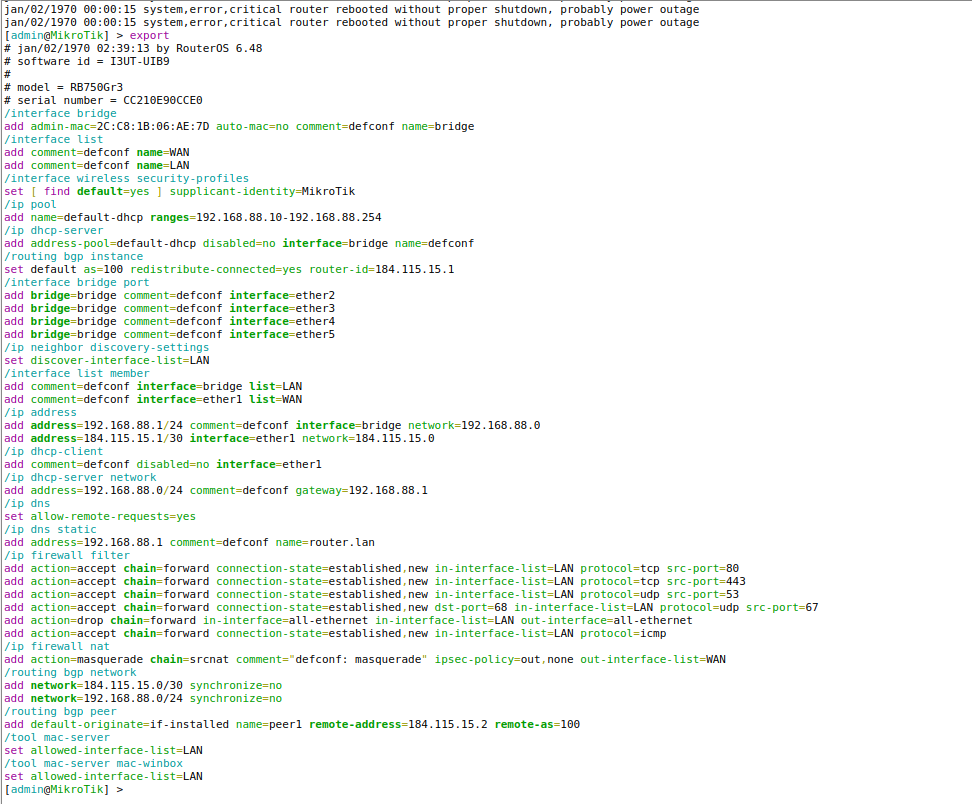 jan/02/1970 00:00:15 system,error,critical router rebooted without proper shutdown, probably power outage
jan/02/1970 00:00:15 system,error,critical router rebooted without proper shutdown, probably power outage
[admin@MikroTik] > export
# jan/02/1970 02:39:13 by RouterOS 6.48
# software id = I3UT-UIB9
#
# model = RB750Gr3
# serial number = CC210E90CCE0
/interface bridge
add admin-mac=2C:C8:1B:06:AE:7D auto-mac=no comment=defconf name=bridge
/interface list
add comment=defconf name=WAN
add comment=defconf name=LAN
/interface wireless security-profiles
set [ find default=yes ] supplicant-identity=MikroTik
/ip pool
add name=default-dhcp ranges=192.168.88.10-192.168.88.254
/ip dhcp-server
add address-pool=default-dhcp disabled=no interface=bridge name=defconf
/routing bgp instance
set default as=100 redistribute-connected=yes router-id=184.115.15.1
/interface bridge port
add bridge=bridge comment=defconf interface=ether2
add bridge=bridge comment=defconf interface=ether3
add bridge=bridge comment=defconf interface=ether4
add bridge=bridge comment=defconf interface=ether5
/ip neighbor discovery-settings
set discover-interface-list=LAN
/interface list member
add comment=defconf interface=bridge list=LAN
add comment=defconf interface=ether1 list=WAN
/ip address
add address=192.168.88.1/24 comment=defconf interface=bridge network=192.168.88.0
add address=184.115.15.1/30 interface=ether1 network=184.115.15.0
/ip dhcp-client
add comment=defconf disabled=no interface=ether1
/ip dhcp-server network
add address=192.168.88.0/24 comment=defconf gateway=192.168.88.1
/ip dns
set allow-remote-requests=yes
/ip dns static
add address=192.168.88.1 comment=defconf name=router.lan
/ip firewall filter
add action=accept chain=forward connection-state=established,new in-interface-list=LAN protocol=tcp src-port=80
add action=accept chain=forward connection-state=established,new in-interface-list=LAN protocol=tcp src-port=443
add action=accept chain=forward connection-state=established,new in-interface-list=LAN protocol=udp src-port=53
add action=accept chain=forward connection-state=established,new dst-port=68 in-interface-list=LAN protocol=udp src-port=67
add action=drop chain=forward in-interface=all-ethernet in-interface-list=LAN out-interface=all-ethernet
add action=accept chain=forward connection-state=established,new in-interface-list=LAN protocol=icmp
/ip firewall nat
add action=masquerade chain=srcnat comment="defconf: masquerade" ipsec-policy=out,none out-interface-list=WAN
/routing bgp network
add network=184.115.15.0/30 synchronize=no
add network=192.168.88.0/24 synchronize=no
/routing bgp peer
add default-originate=if-installed name=peer1 remote-address=184.115.15.2 remote-as=100
/tool mac-server
set allowed-interface-list=LAN
/tool mac-server mac-winbox
set allowed-interface-list=LAN
[admin@MikroTik] >